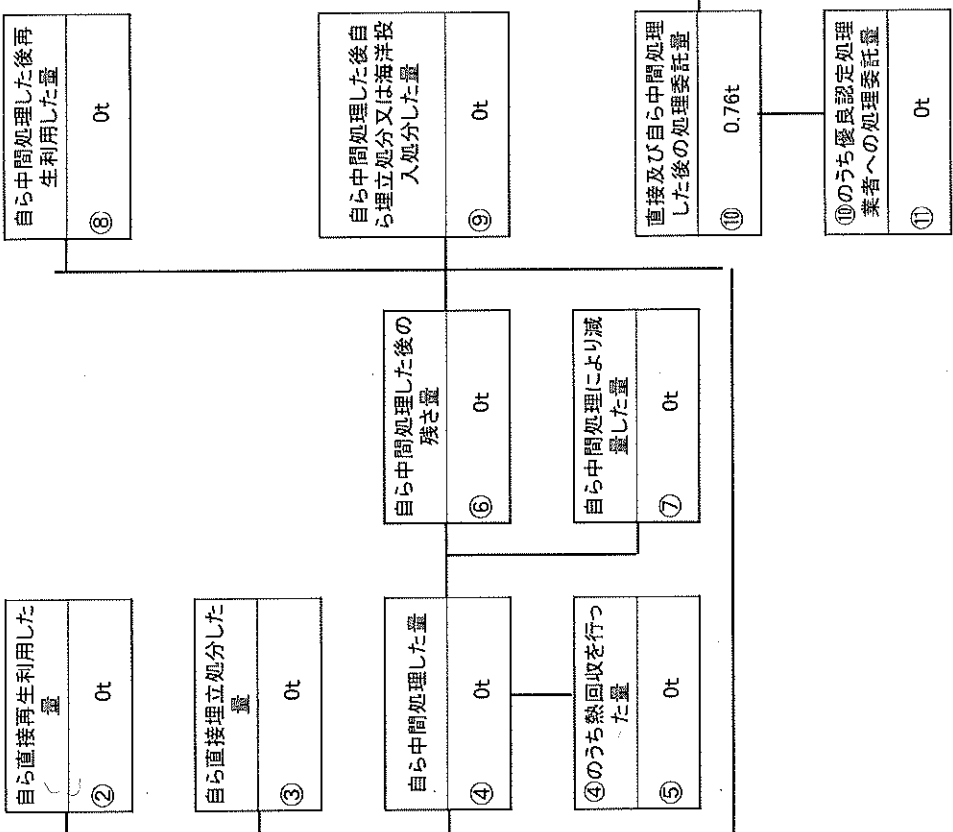 自ら直接再生利用した
量
② 0t
自ら直接埋立処分した
量
③ 0t
自ら中間処理した量
④ 0t
④のうち熱回収を行っ
た量
⑤ 0t
自ら中間処理した後の
残さ量
⑥ 0t
自ら中間処理により減
量した量
⑦ 0t
自ら中間処理した後再
生利用した量
⑧ 0t
自ら中間処理した後自
ら埋立処分又は海洋投
入処分した量
⑨ 0t
直接及び自ら中間処理
した後の処理委託量
⑩ 0.76t
⑩のうち優良認定処理
業者への処理委託量
⑪ 0t